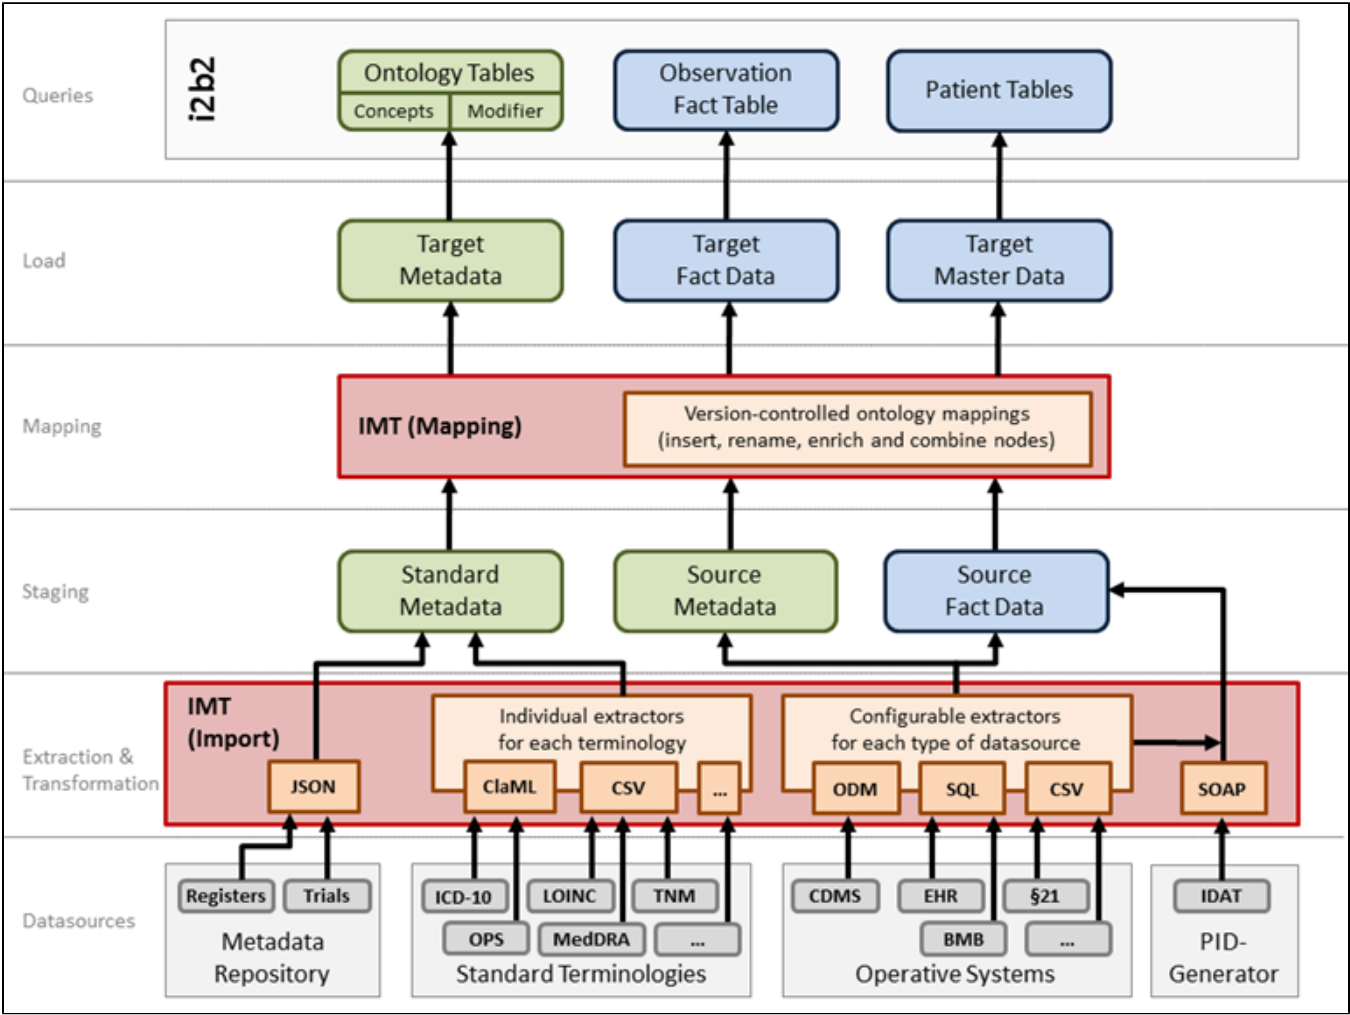 Queries
i2b2
Ontology Tables
Concepts
Modifier
Observation
Fact Table
Patient Tables
Load
Target
Metadata
Target
Fact Data
Target
Master Data
Mapping
IMT (Mapping)
Version-controlled ontology mappings
(insert, rename, enrich and combine nodes)
Staging
Standard
Metadata
Source
Metadata
Source
Fact Data
Extraction &
Transformation
IMT
(Import)
JSON
Individual extractors
for each terminology
ClaML
CSV
...
Configurable extractors
for each type of datasource
ODM
SQL
CSV
SOAP
Datasources
Registers
Trials
Metadata
Repository
ICD-10
LOINC
TNM
OPS
MedDRA
...
Standard Terminologies
CDMS
EHR
§21
BMB
...
Operative Systems
IDAT
PID-
Generator